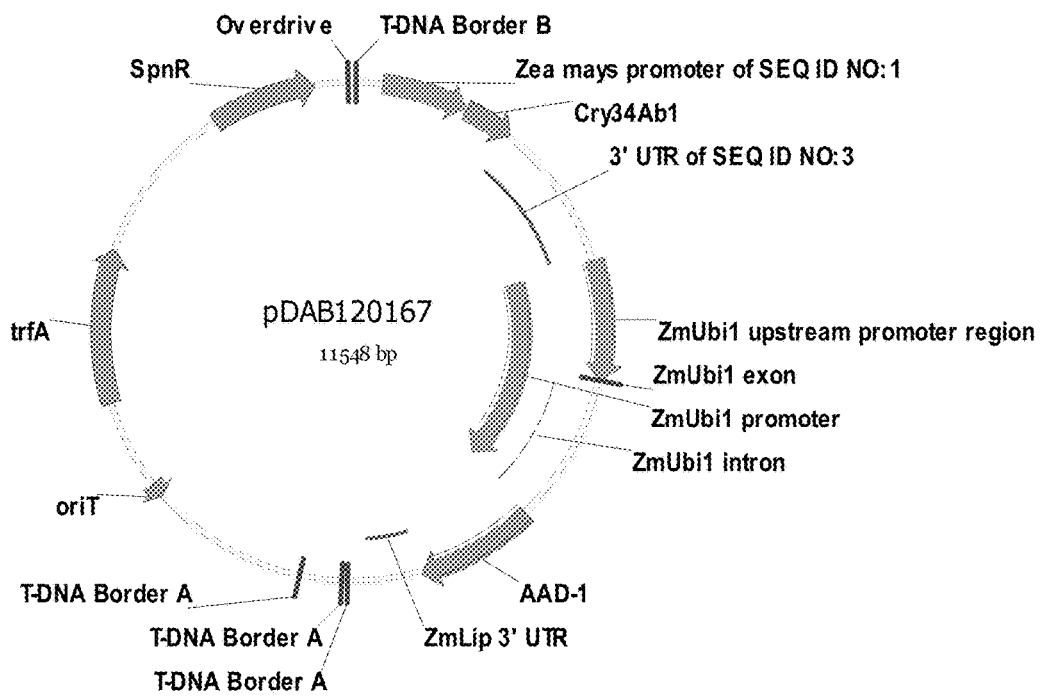 Overdrive
T-DNA Border B
SpnR
Zea mays promoter of SEQ ID NO: 1
Cry34Ab1
3' UTR of SEQ ID NO: 3
pDAB120167
11548 bp
trfA
ZmUbi1 upstream promoter region
ZmUbi1 exon
ZmUbi1 promoter
ZmUbi1 intron
oriT
T-DNA Border A
AAD-1
T-DNA Border A
ZmLip 3' UTR
T-DNA Border A